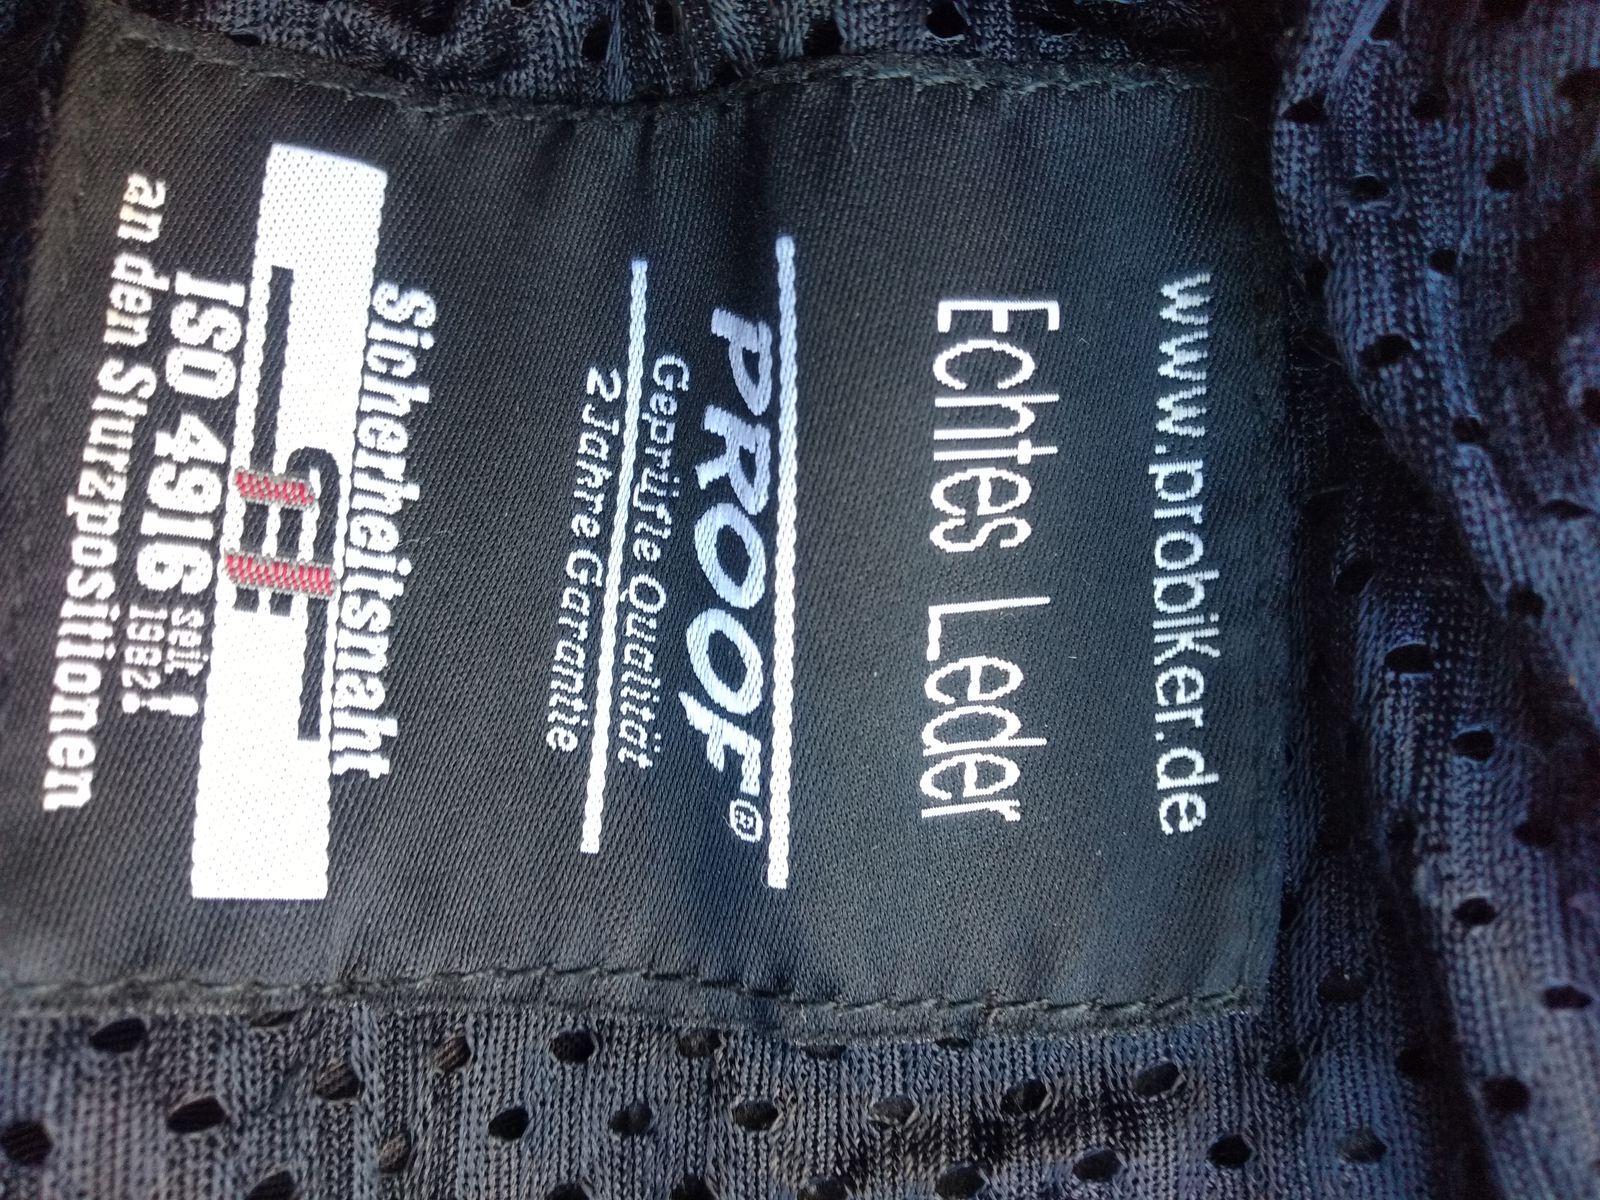 www.probiker.de
Echtes Leder
PROOF®
Geprüfte Qualität
2 Jahre Garantie
Sicherheitsnaht
ISO 4916 seit 1982!
an den Sturzpositionen